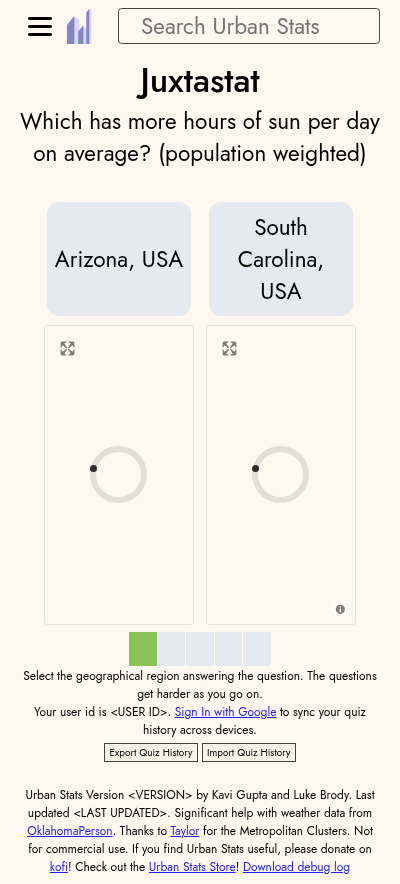 Search Urban Stats
Juxtastat
Which has more hours of sun per day
on average? (population weighted)
Arizona, USA
South
Carolina,
USA
Select the geographical region answering the question. The questions
get harder as you go on.
Your user id is <USER ID>. Sign In with Google to sync your quiz
history across devices.
Export Quiz History Import Quiz History
Urban Stats Version <VERSION> by Kavi Gupta and Luke Brody. Last
updated <LAST UPDATED>. Significant help with weather data from
OklahomaPerson. Thanks to Taylor for the Metropolitan Clusters. Not
for commercial use. If you find Urban Stats useful, please donate on
kofi! Check out the Urban Stats Store! Download debug log